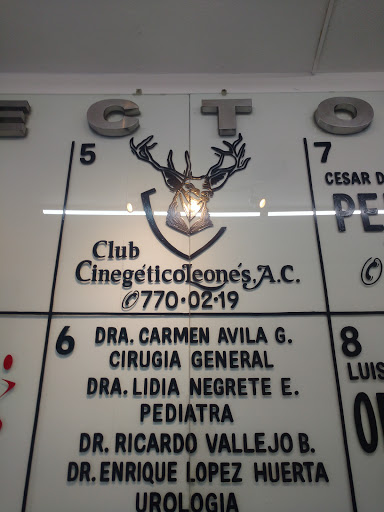 ECTO
5
Club
CinegéticoLeonés,A.C.
✆770·02·19
7
CESAR D
PE
6
DRA. CARMEN AVILA G.
CIRUGIA GENERAL
DRA. LIDIA NEGRETE E.
PEDIATRA
DR. RICARDO VALLEJO B.
DR. ENRIQUE LOPEZ HUERTA
UROLOGIA
8
LUIS